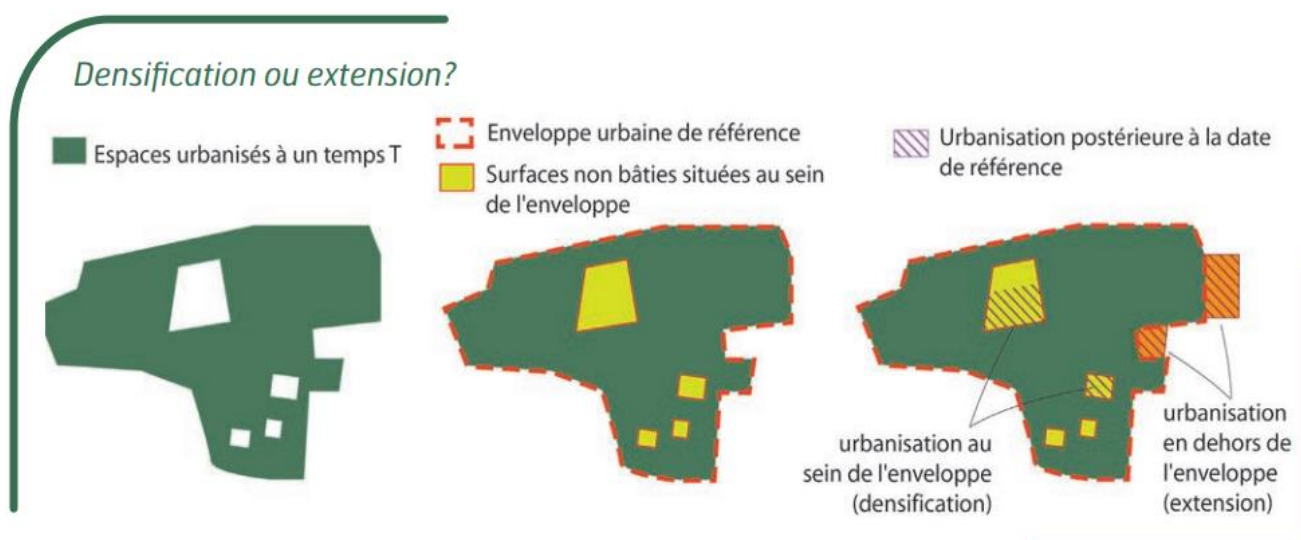 Densification ou extension?
Espaces urbanisés à un temps T
Enveloppe urbaine de référence
Surfaces non bâties situées au sein
de l'enveloppe
Urbanisation postérieure à la date
de référence
urbanisation au
sein de l'enveloppe
(densification)
urbanisation
en dehors de
l'enveloppe
(extension)